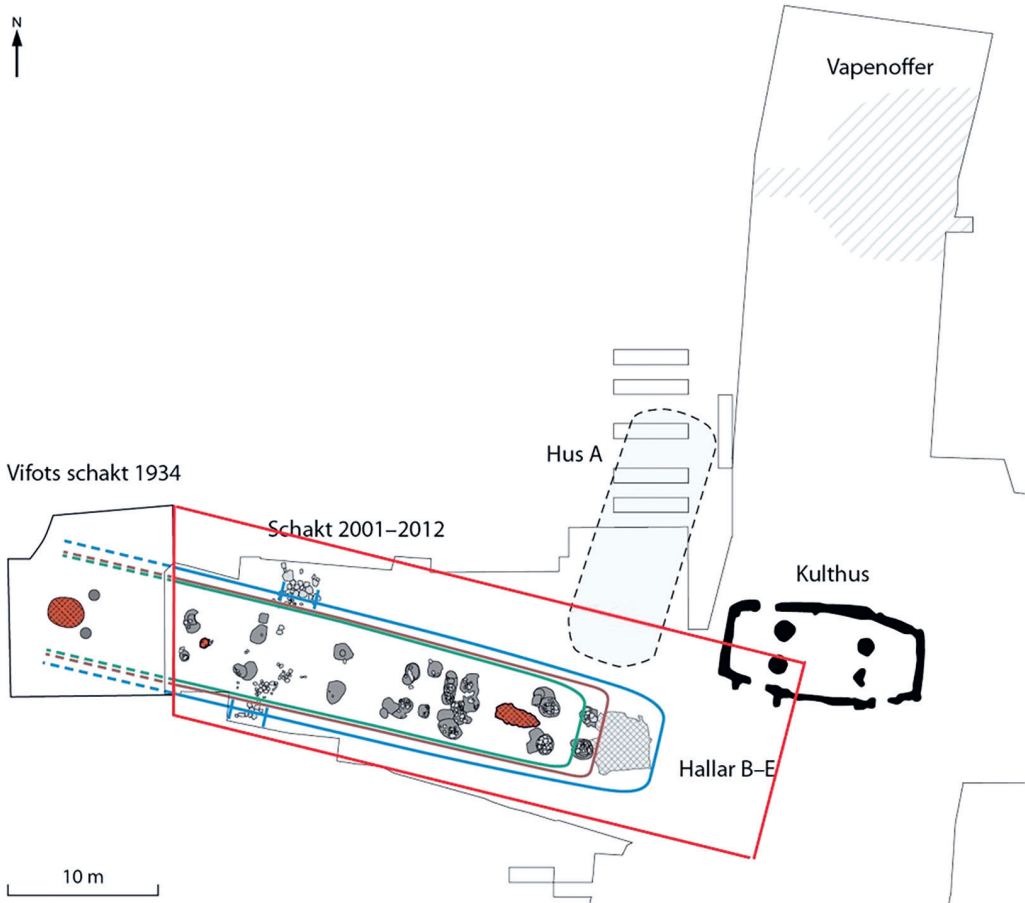 N
Vapenoffer
Hus A
Vifots schakt 1934
Schakt 2001–2012
Kulthus
Hallar B–E
10 m